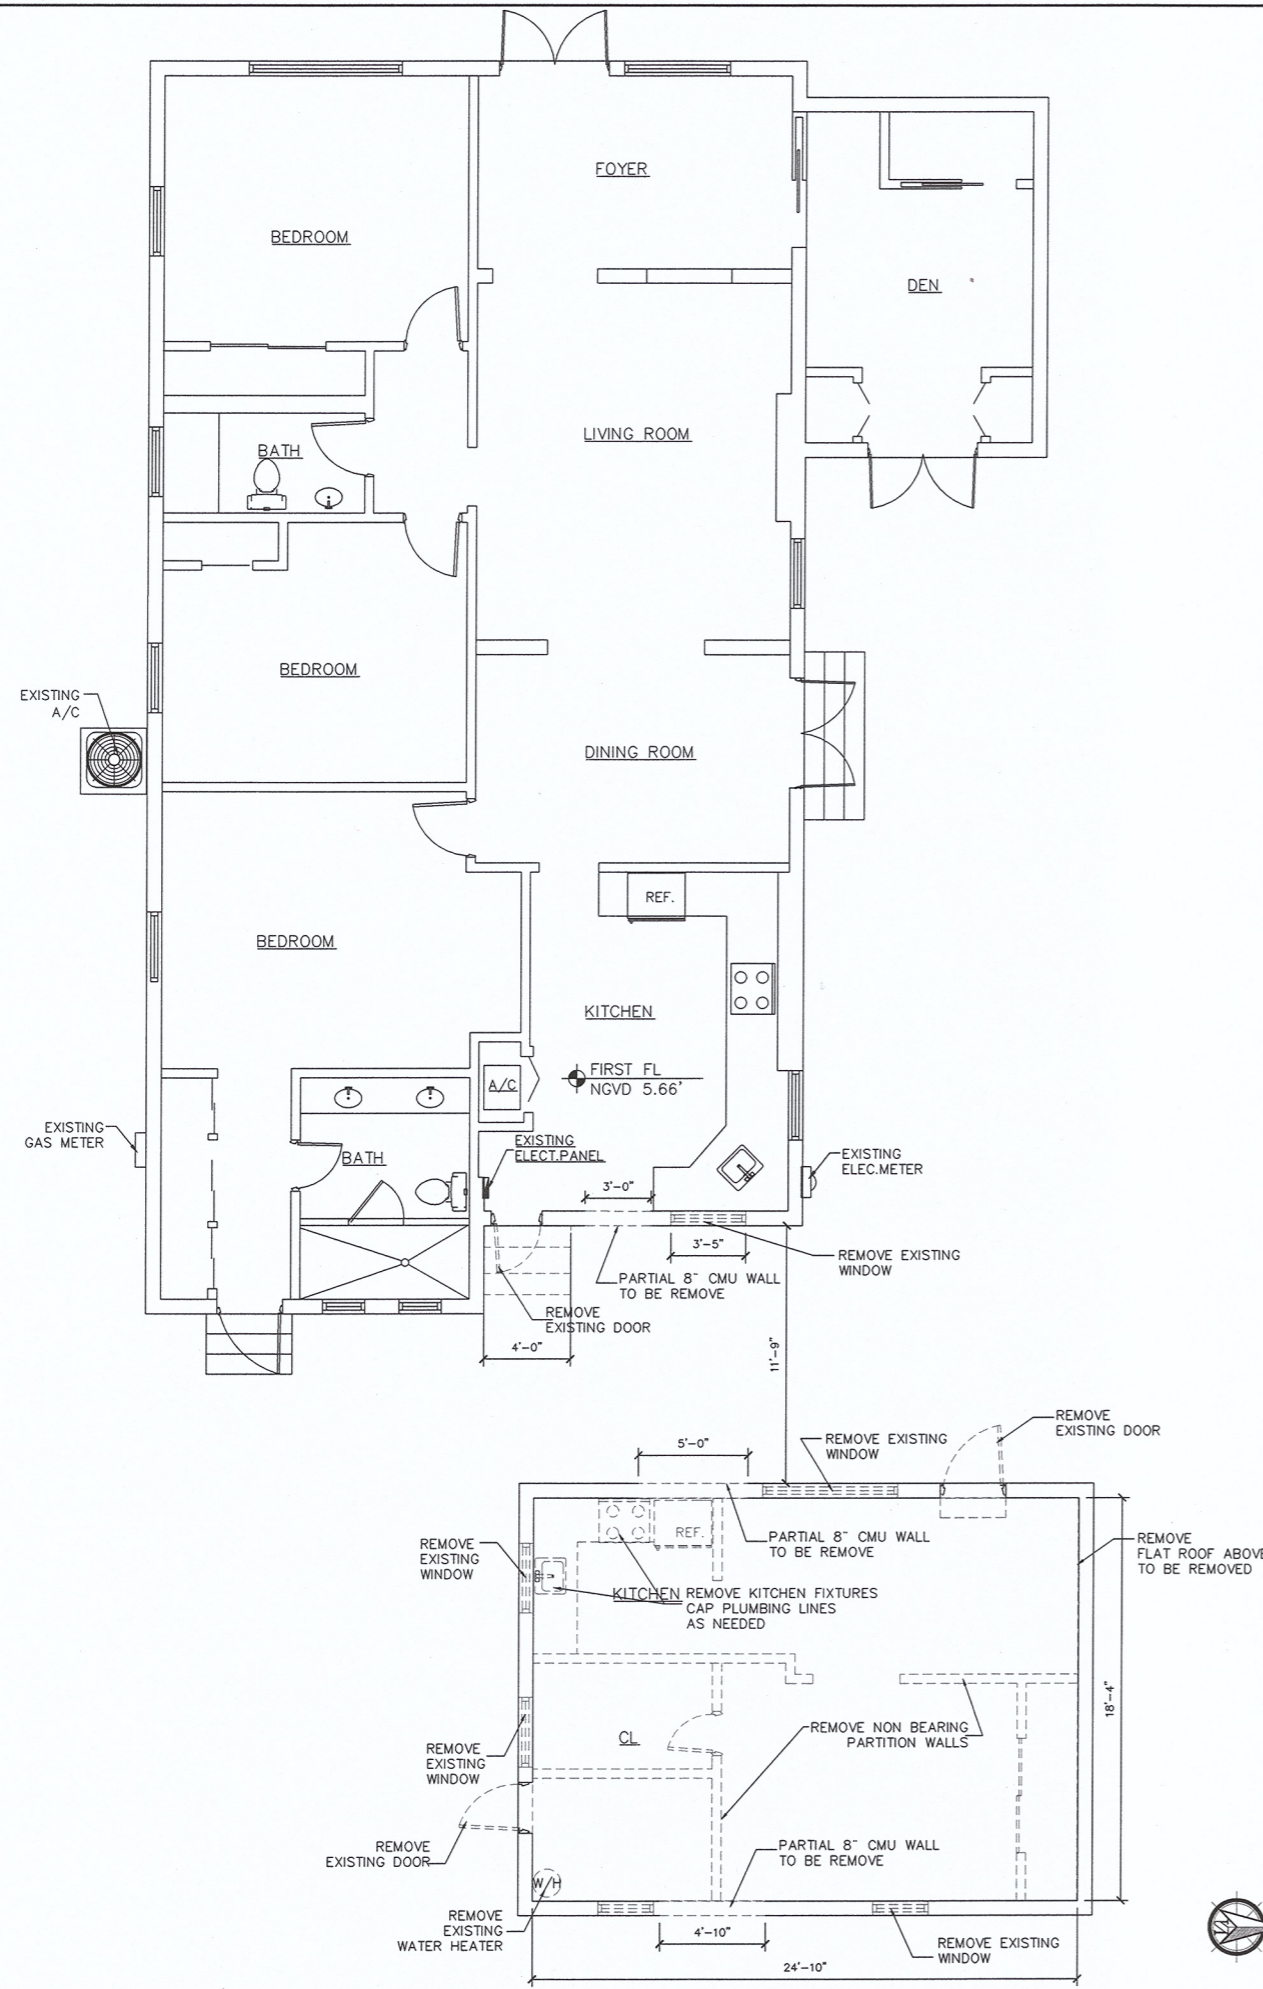 FOYER
BEDROOM
DEN
LIVING ROOM
BATH
BEDROOM
EXISTING
A/C
DINING ROOM
REF.
BEDROOM
KITCHEN
FIRST FL
NGVD 5.66'
A/C
EXISTING
GAS METER
EXISTING
ELECT.PANEL
BATH
EXISTING
ELEC.METER
3'-0"
3'-5"
REMOVE EXISTING
WINDOW
PARTIAL 8" CMU WALL
TO BE REMOVE
REMOVE
EXISTING DOOR
4'-0"
11'-9"
5'-0"
REMOVE EXISTING
WINDOW
REMOVE
EXISTING DOOR
REF.
PARTIAL 8" CMU WALL
TO BE REMOVE
REMOVE
EXISTING
WINDOW
REMOVE
FLAT ROOF ABOVE
TO BE REMOVED
KITCHEN
REMOVE KITCHEN FIXTURES
CAP PLUMBING LINES
AS NEEDED
18'-4"
CL
REMOVE NON BEARING
PARTITION WALLS
REMOVE
EXISTING
WINDOW
REMOVE
EXISTING DOOR
PARTIAL 8" CMU WALL
TO BE REMOVE
W/H
REMOVE
EXISTING
WATER HEATER
4'-10"
REMOVE EXISTING
WINDOW
24'-10"
N